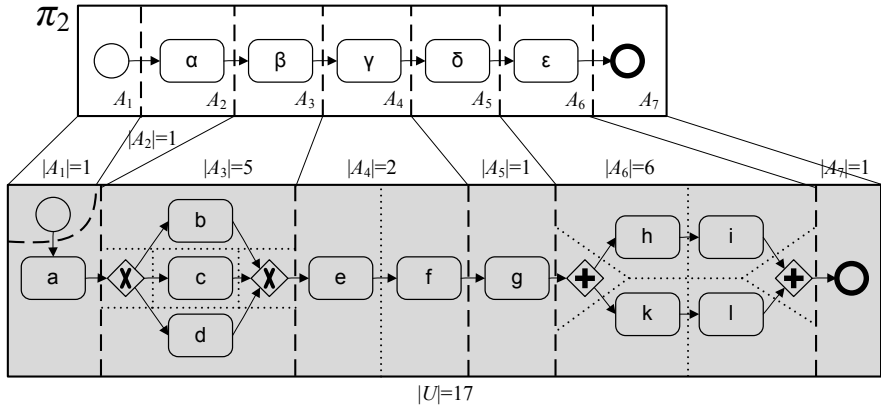 π₂
α β γ δ ε
A₁ A₂ A₃ A₄ A₅ A₆ A₇
|A₂|=1
|A₁|=1 |A₃|=5 |A₄|=2 |A₅|=1 |A₆|=6 |A₇|=1
b h i
a c e f g
d k l
|U|=17